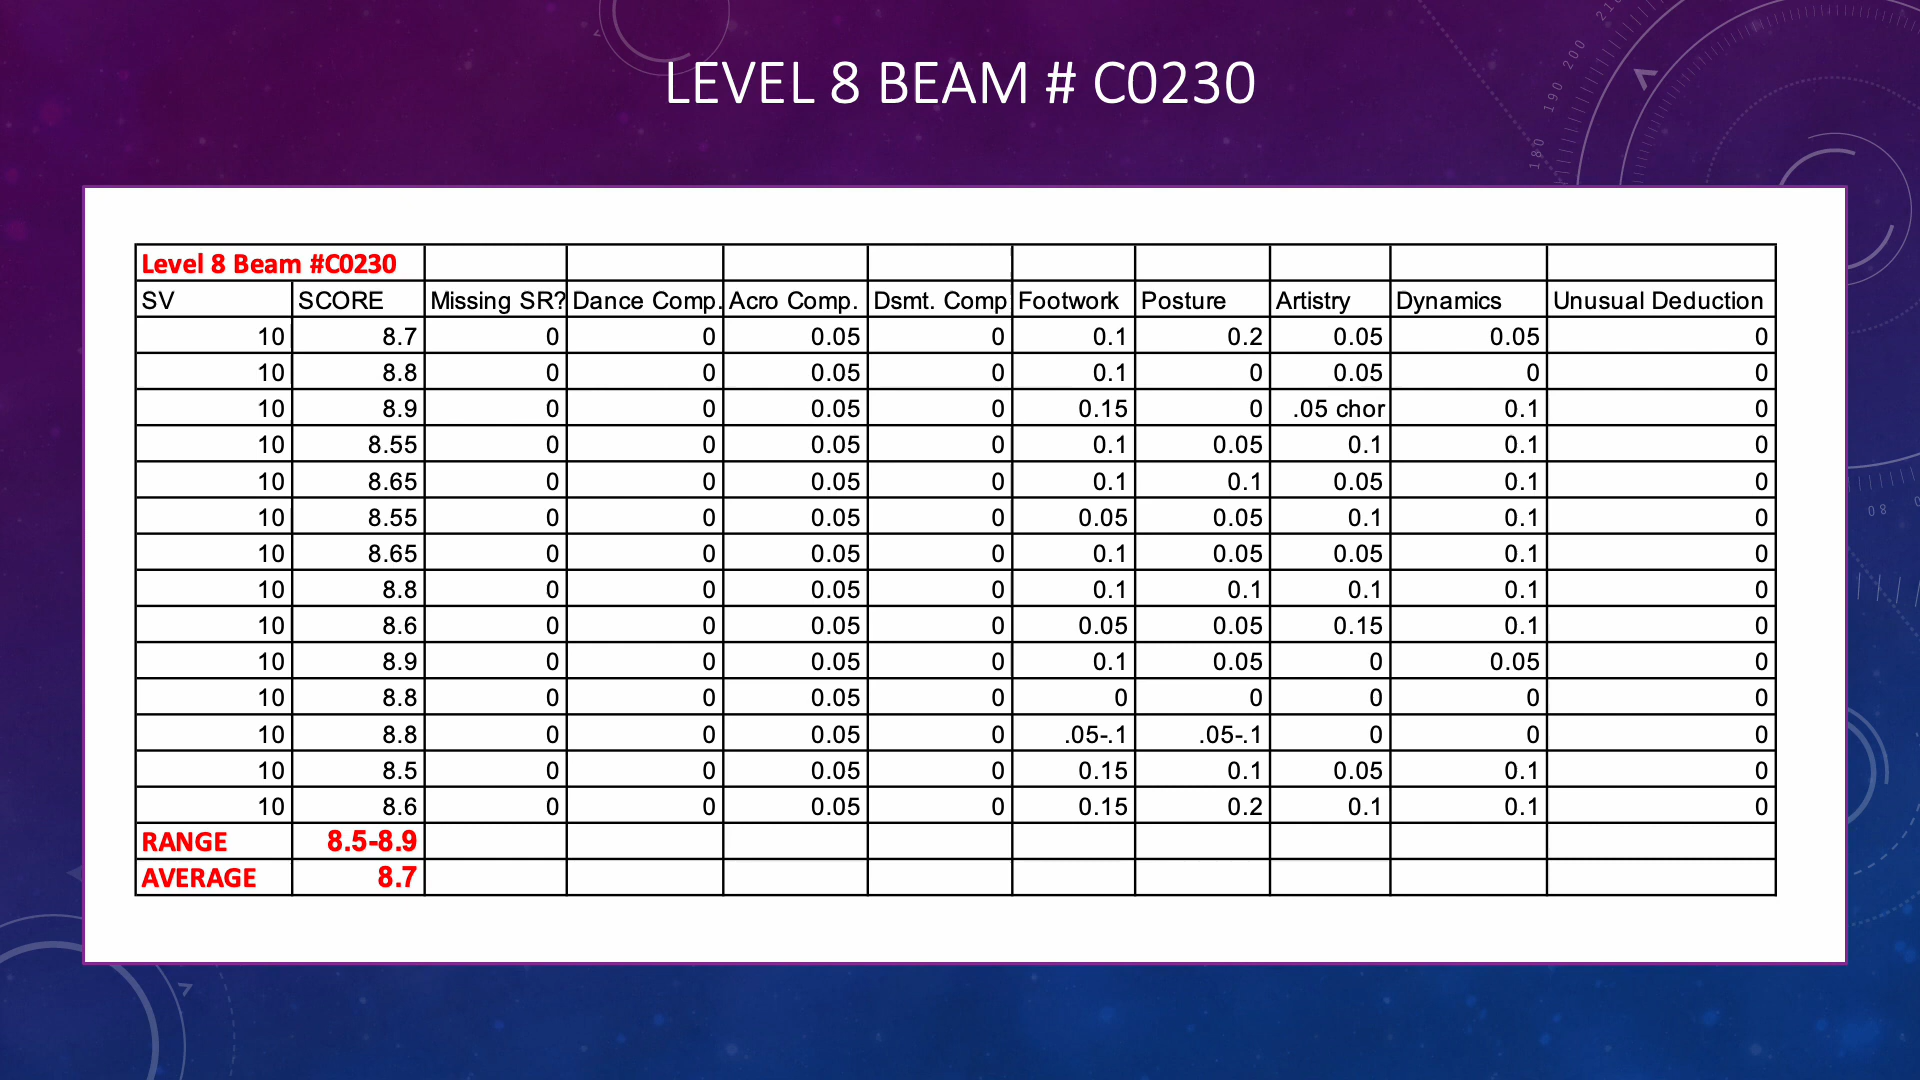 LEVEL 8 BEAM # C0230
Level 8 Beam #C0230
SV SCORE Missing SR? Dance Comp. Acro Comp. Dsmt. Comp Footwork Posture Artistry Dynamics Unusual Deduction
10 8.7 0 0 0.05 0 0.1 0.2 0.05 0.05 0
10 8.8 0 0 0.05 0 0.1 0 0.05 0 0
10 8.9 0 0 0.05 0 0.15 0 .05 chor 0.1 0
10 8.55 0 0 0.05 0 0.1 0.05 0.1 0.1 0
10 8.65 0 0 0.05 0 0.1 0.1 0.05 0.1 0
10 8.55 0 0 0.05 0 0.05 0.05 0.1 0.1 0
10 8.65 0 0 0.05 0 0.1 0.05 0.05 0.1 0
10 8.8 0 0 0.05 0 0.1 0.1 0.1 0.1 0
10 8.6 0 0 0.05 0 0.05 0.05 0.15 0.1 0
10 8.9 0 0 0.05 0 0.1 0.05 0 0.05 0
10 8.8 0 0 0.05 0 0 0 0 0 0
10 8.8 0 0 0.05 0 .05-.1 .05-.1 0 0 0
10 8.5 0 0 0.05 0 0.15 0.1 0.05 0.1 0
10 8.6 0 0 0.05 0 0.15 0.2 0.1 0.1 0
RANGE 8.5-8.9
AVERAGE 8.7
200
190
180
80